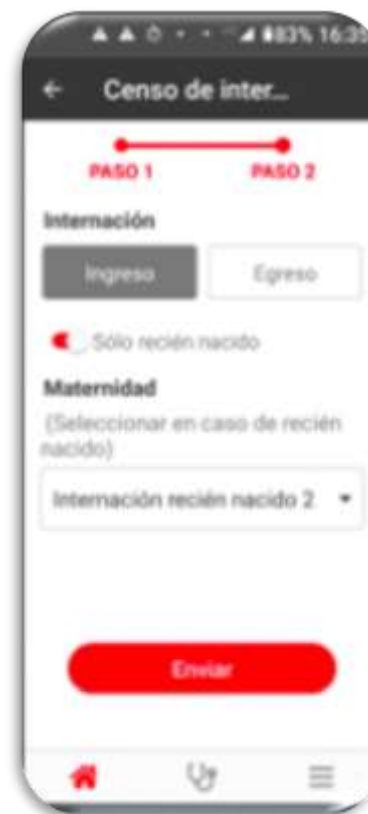 83% 16:35
Censo de inter...
PASO 1 PASO 2
Internación
Ingreso Egreso
Sólo recién nacido
Maternidad
(Seleccionar en caso de recién
nacido)
Internación recién nacido 2
Enviar